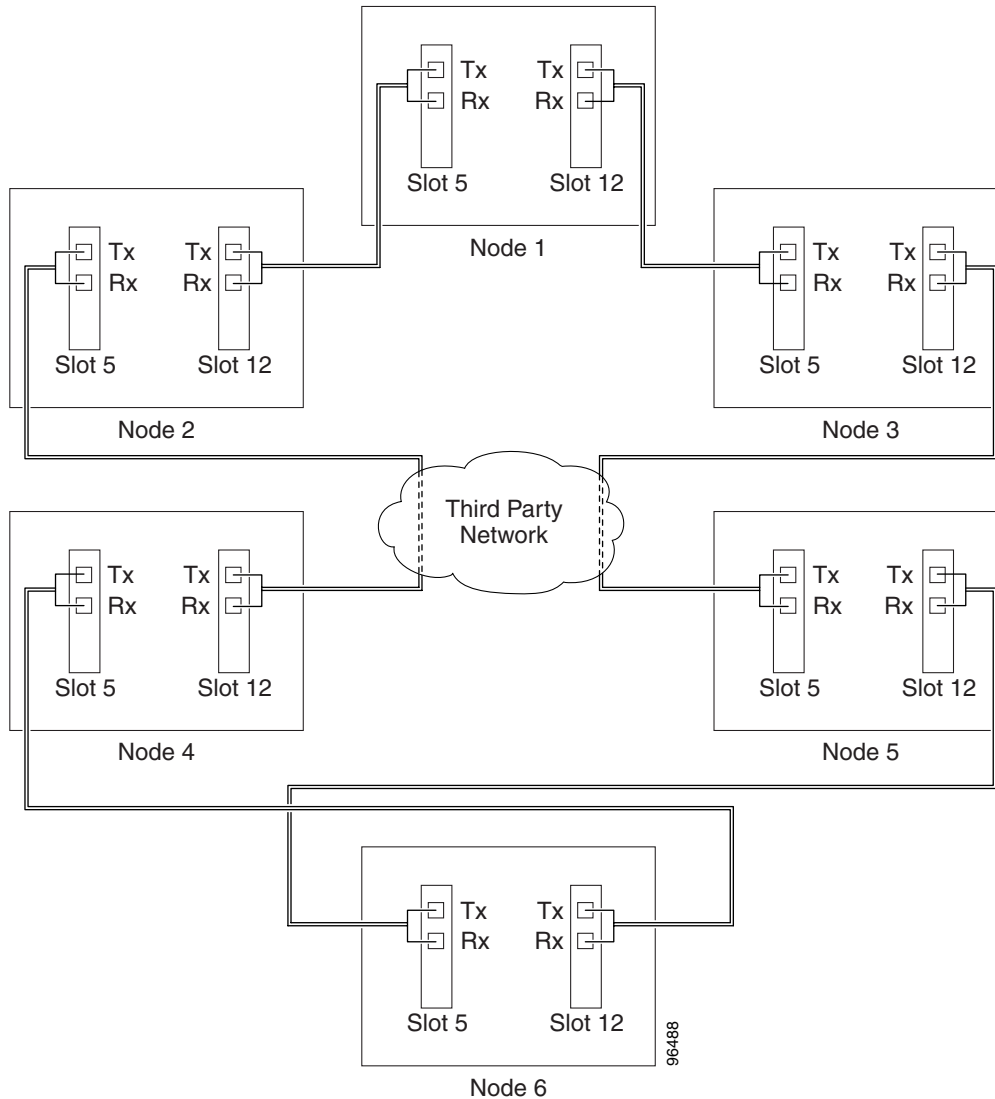 Tx
Rx
Slot 5
Tx
Rx
Slot 12
Node 1
Tx
Rx
Slot 5
Tx
Rx
Slot 12
Node 2
Tx
Rx
Slot 5
Tx
Rx
Slot 12
Node 3
Third Party
Network
Tx
Rx
Slot 5
Tx
Rx
Slot 12
Node 4
Tx
Rx
Slot 5
Tx
Rx
Slot 12
Node 5
Tx
Rx
Slot 5
Tx
Rx
Slot 12
Node 6
96488